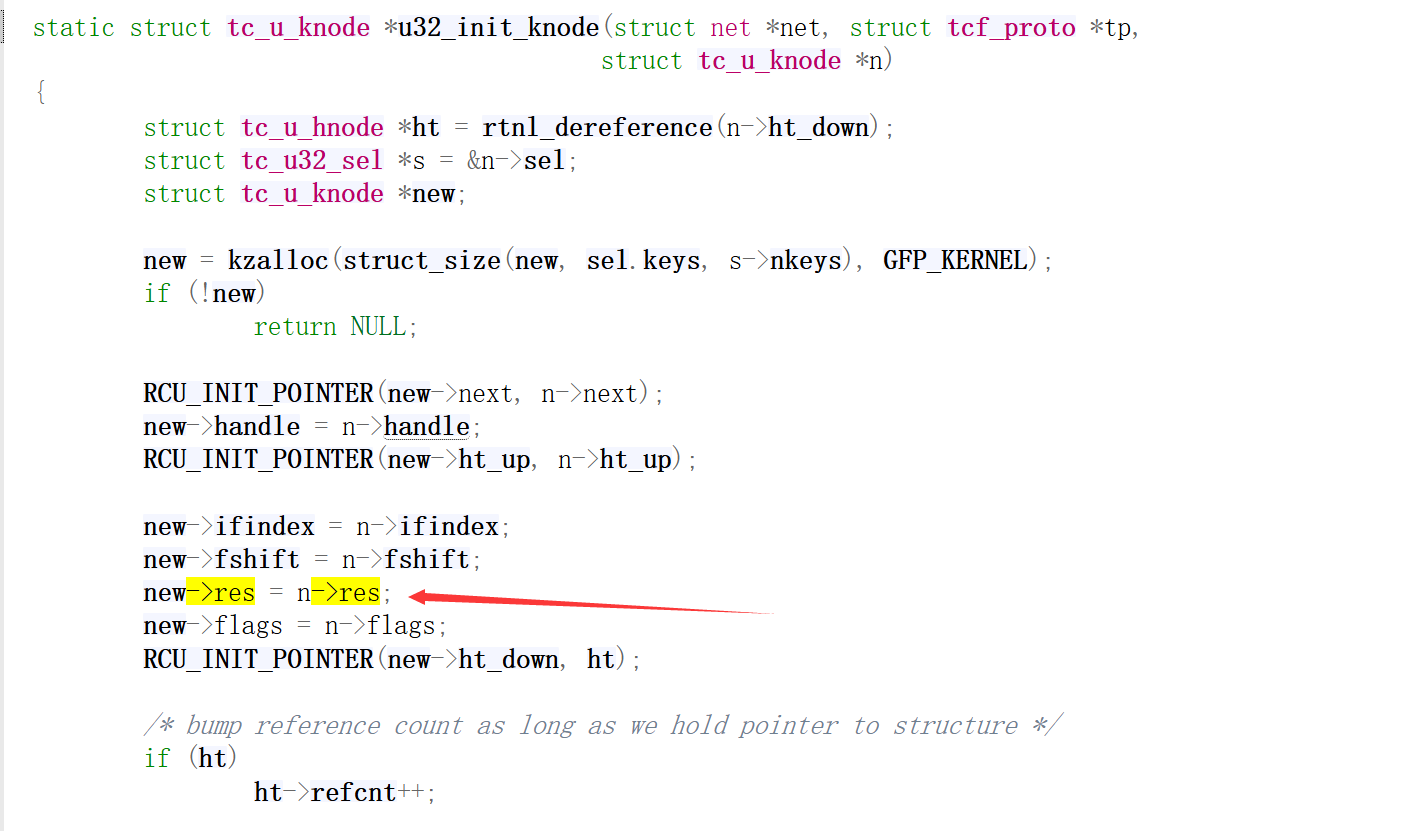 static struct tc_u_knode *u32_init_knode(struct net *net, struct tcf_proto *tp,
struct tc_u_knode *n)
{
struct tc_u_hnode *ht = rtnl_dereference(n->ht_down);
struct tc_u32_sel *s = &n->sel;
struct tc_u_knode *new;
new = kzalloc(struct_size(new, sel.keys, s->nkeys), GFP_KERNEL);
if (!new)
return NULL;
RCU_INIT_POINTER(new->next, n->next);
new->handle = n->handle;
RCU_INIT_POINTER(new->ht_up, n->ht_up);
new->ifindex = n->ifindex;
new->fshift = n->fshift;
new->res = n->res;
new->flags = n->flags;
RCU_INIT_POINTER(new->ht_down, ht);
/* bump reference count as long as we hold pointer to structure */
if (ht)
ht->refcnt++;